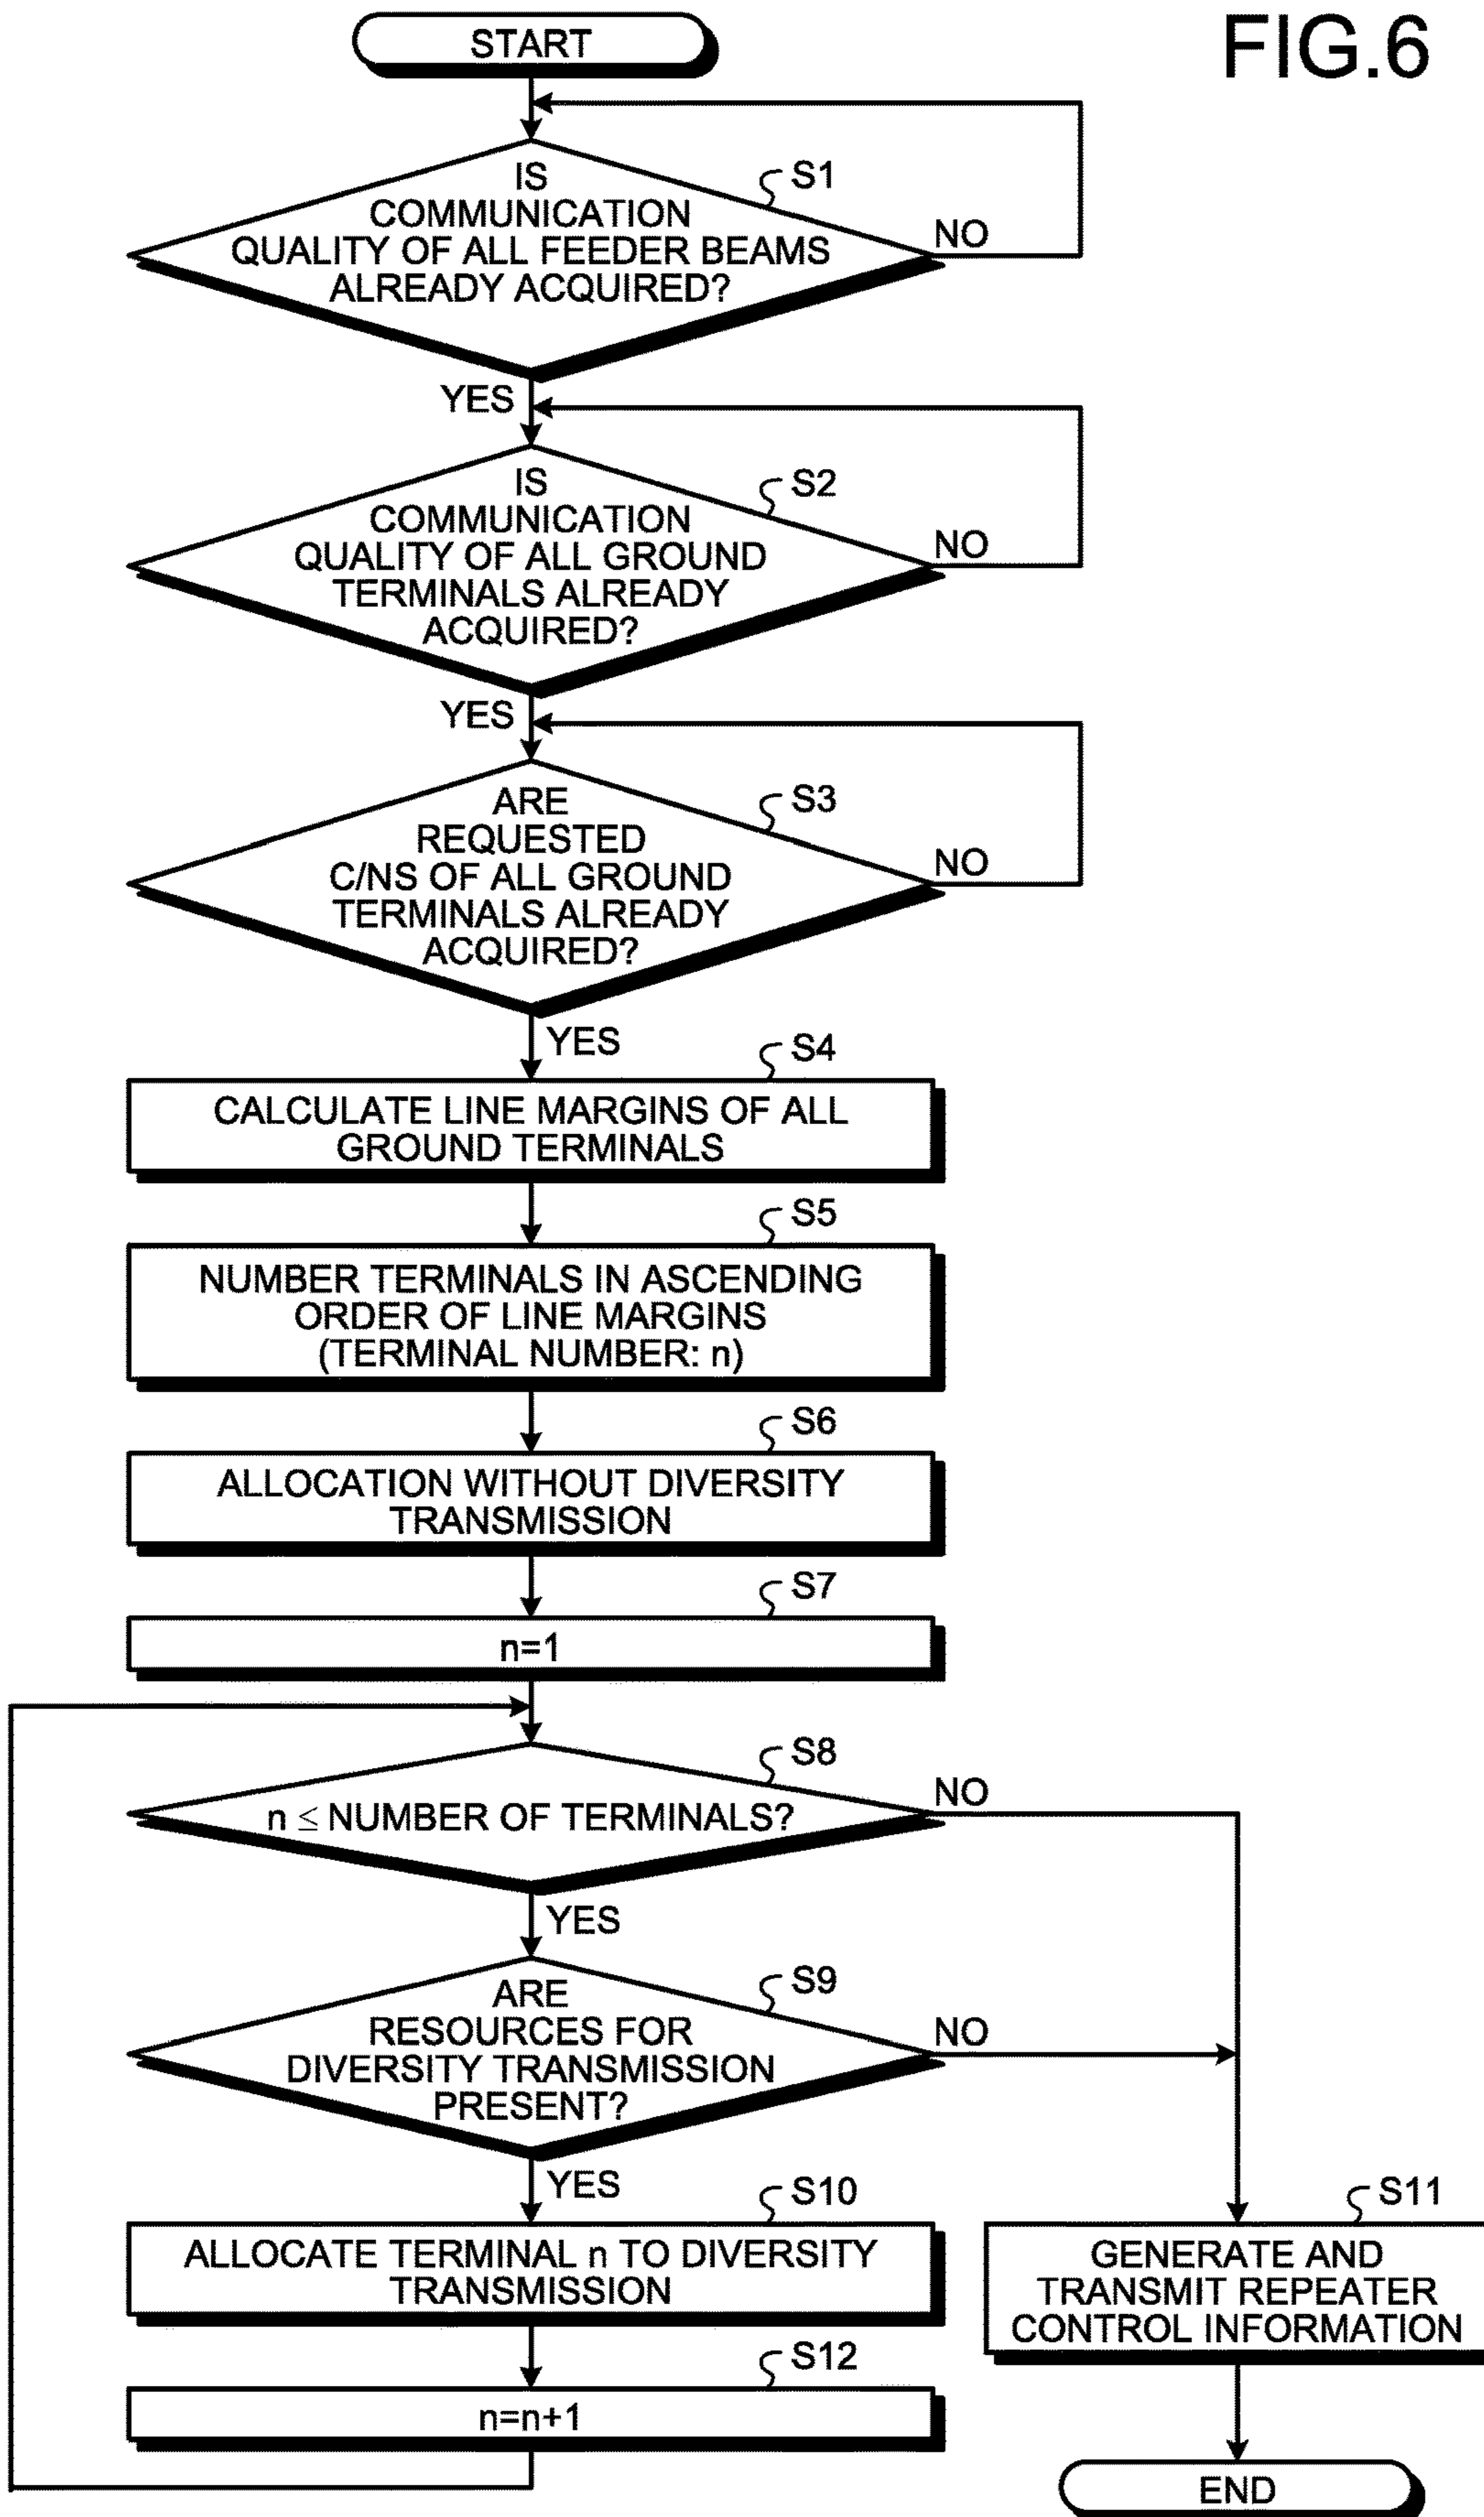 FIG.6
START
S1
IS
COMMUNICATION
QUALITY OF ALL FEEDER BEAMS
ALREADY ACQUIRED?
NO
YES
S2
IS
COMMUNICATION
QUALITY OF ALL GROUND
TERMINALS ALREADY
ACQUIRED?
NO
YES
S3
ARE
REQUESTED
C/NS OF ALL GROUND
TERMINALS ALREADY
ACQUIRED?
NO
YES
S4
CALCULATE LINE MARGINS OF ALL
GROUND TERMINALS
S5
NUMBER TERMINALS IN ASCENDING
ORDER OF LINE MARGINS
(TERMINAL NUMBER: n)
S6
ALLOCATION WITHOUT DIVERSITY
TRANSMISSION
S7
n=1
S8
n ≤ NUMBER OF TERMINALS?
NO
YES
S9
ARE
RESOURCES FOR
DIVERSITY TRANSMISSION
PRESENT?
NO
YES
S10
ALLOCATE TERMINAL n TO DIVERSITY
TRANSMISSION
S11
GENERATE AND
TRANSMIT REPEATER
CONTROL INFORMATION
S12
n=n+1
END